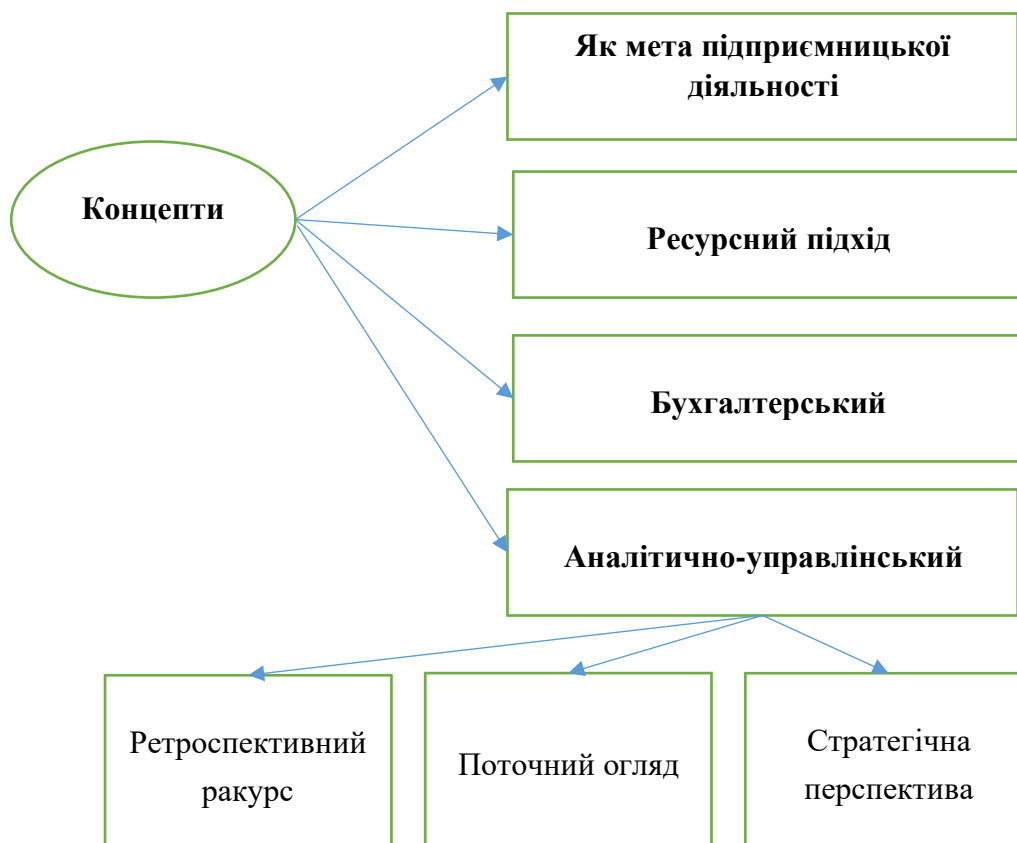 Як мета підприємницької
діяльності
Концепти
Ресурсний підхід
Бухгалтерський
Аналітично-управлінський
Ретроспективний
ракурс
Поточний огляд
Стратегічна
перспектива